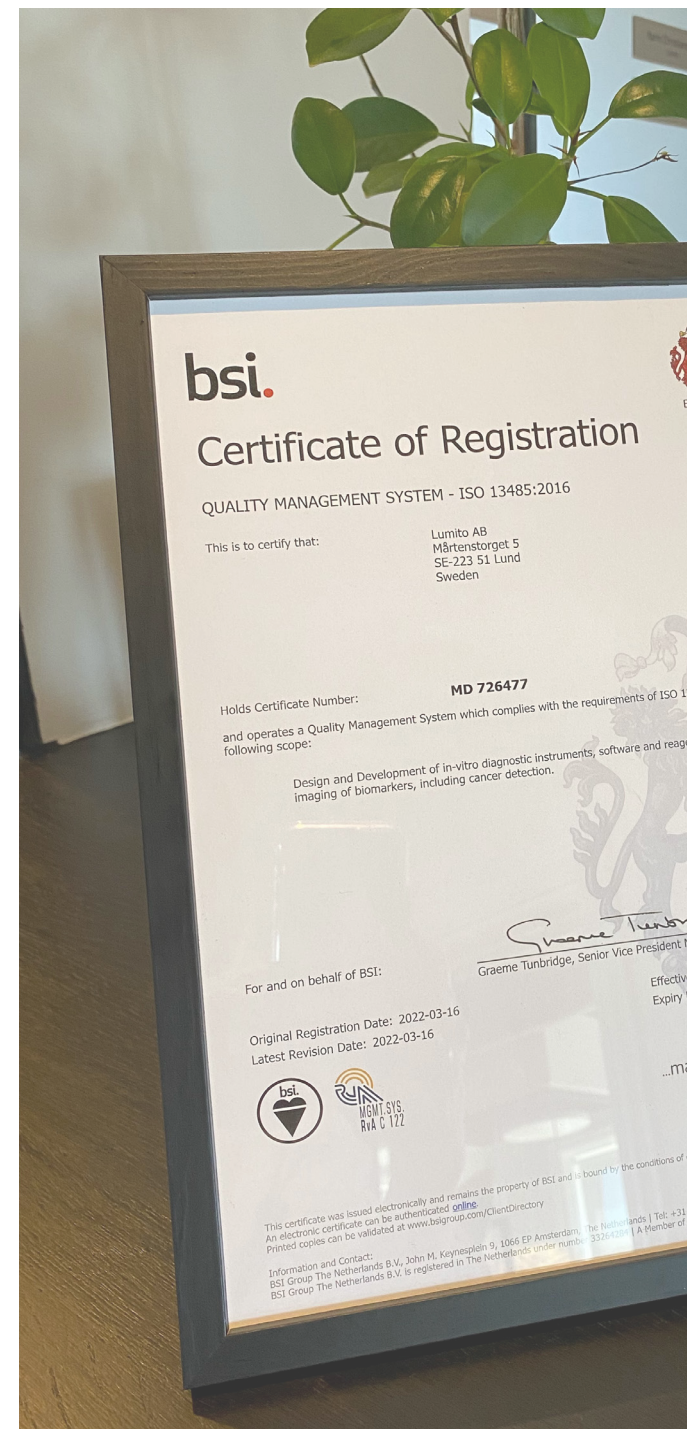 bsi.
Certificate of Registration
QUALITY MANAGEMENT SYSTEM - ISO 13485:2016
This is to certify that:
Lumito AB
Mårtenstorget 5
SE-223 51 Lund
Sweden
Holds Certificate Number:
MD 726477
and operates a Quality Management System which complies with the requirements of ISO 1
following scope:
Design and Development of in-vitro diagnostic instruments, software and reage
imaging of biomarkers, including cancer detection.
Graeme Tunbr
For and on behalf of BSI:
Graeme Tunbridge, Senior Vice President
Effectiv
Expiry
Original Registration Date: 2022-03-16
Latest Revision Date: 2022-03-16
...ma
bsi.
RvA
MGMT.SYS.
RvA C 122
This certificate was issued electronically and remains the property of BSI and is bound by the conditions of
An electronic certificate can be authenticated online.
Printed copies can be validated at www.bsigroup.com/ClientDirectory
Information and Contact:
BSI Group The Netherlands B.V., John M. Keynesplein 9, 1066 EP Amsterdam, The Netherlands | Tel: +31
BSI Group The Netherlands B.V. is registered in The Netherlands under number | A Member of